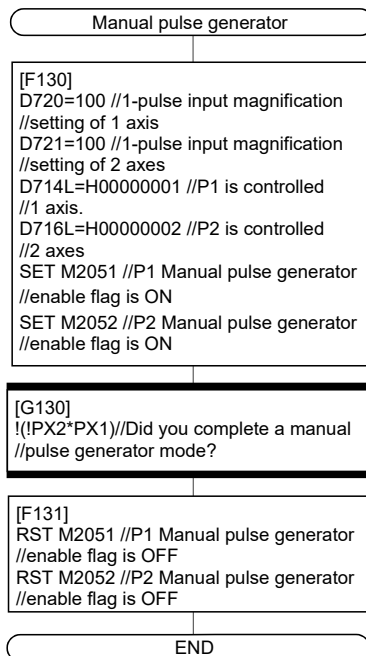 Manual pulse generator
[F130]
D720=100 //1-pulse input magnification
//setting of 1 axis
D721=100 //1-pulse input magnification
//setting of 2 axes
D714L=H00000001 //P1 is controlled
//1 axis.
D716L=H00000002 //P2 is controlled
//2 axes
SET M2051 //P1 Manual pulse generator
//enable flag is ON
SET M2052 //P2 Manual pulse generator
//enable flag is ON
[G130]
!(!PX2*PX1)//Did you complete a manual
//pulse generator mode?
[F131]
RST M2051 //P1 Manual pulse generator
//enable flag is OFF
RST M2052 //P2 Manual pulse generator
//enable flag is OFF
END